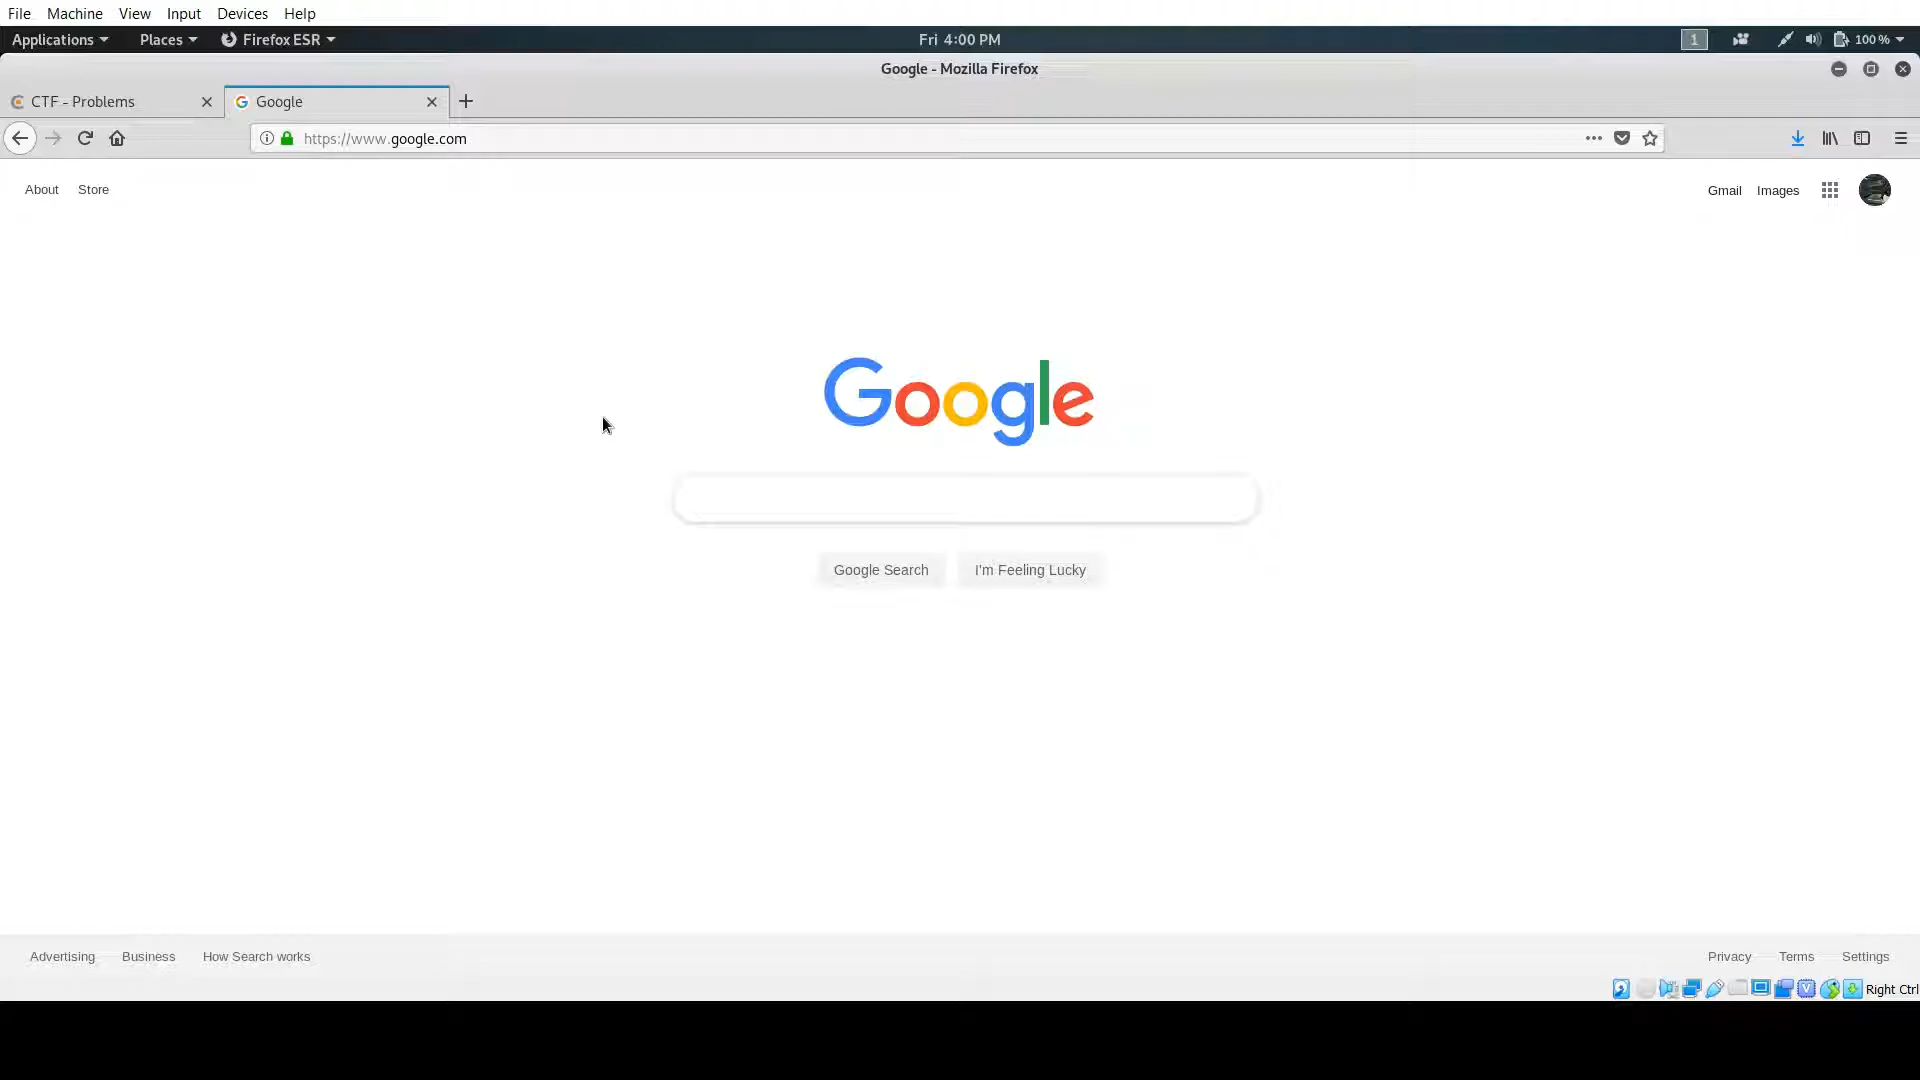 File Machine View Input Devices Help
Applications Places Firefox ESR Fri 4:00 PM 1 100 %
Google - Mozilla Firefox
CTF - Problems Google
https://www.google.com
About Store Gmail Images
Google
Google Search I'm Feeling Lucky
Advertising Business How Search works Privacy Terms Settings
Right Ctrl